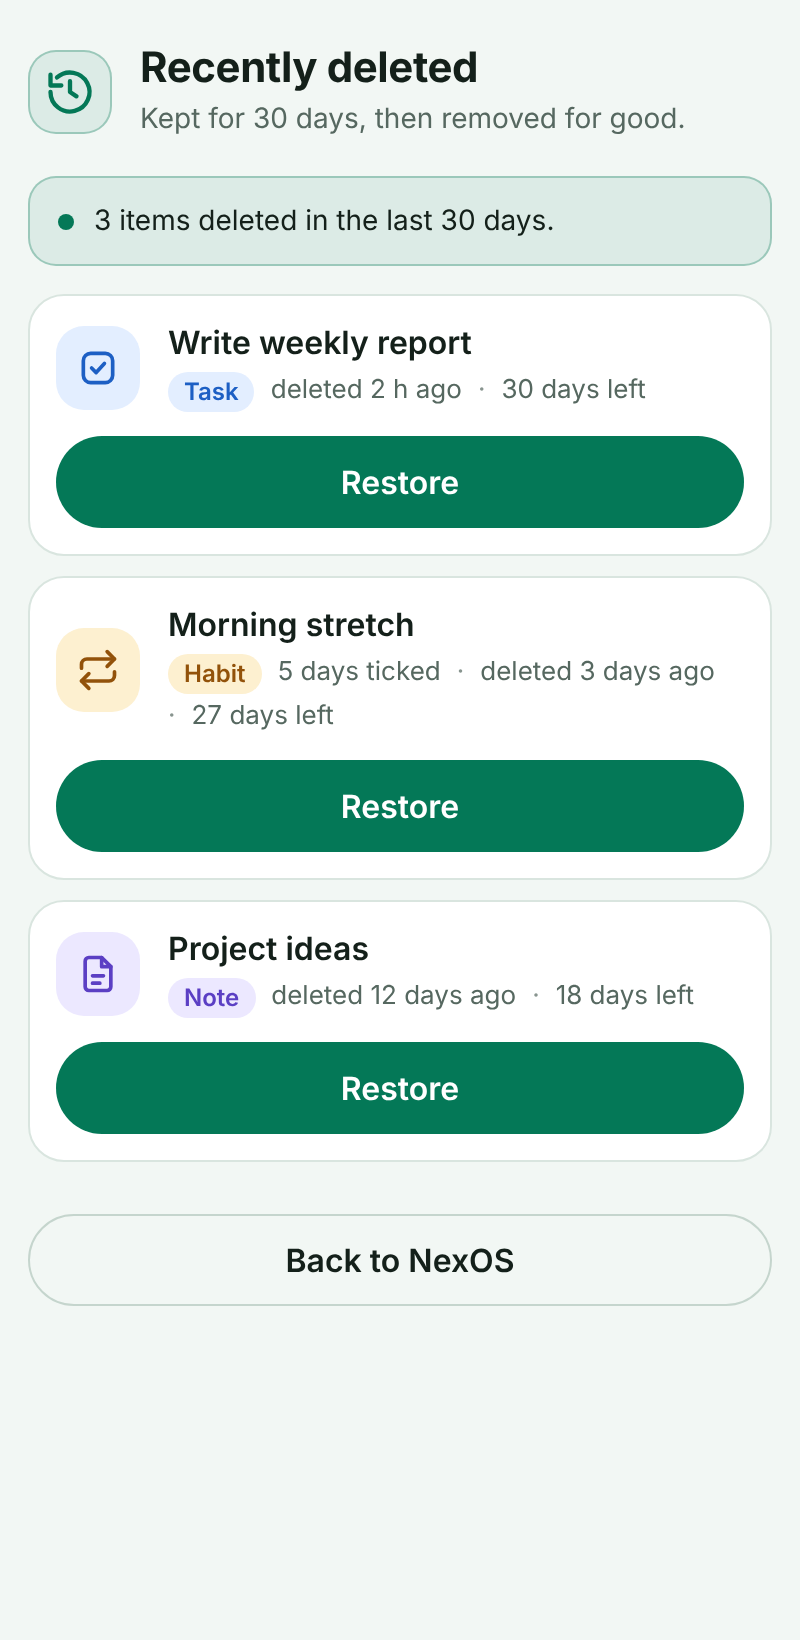 Recently deleted
Kept for 30 days, then removed for good.
3 items deleted in the last 30 days.
Write weekly report
Task deleted 2 h ago · 30 days left
Restore
Morning stretch
Habit 5 days ticked · deleted 3 days ago
· 27 days left
Restore
Project ideas
Note deleted 12 days ago · 18 days left
Restore
Back to NexOS